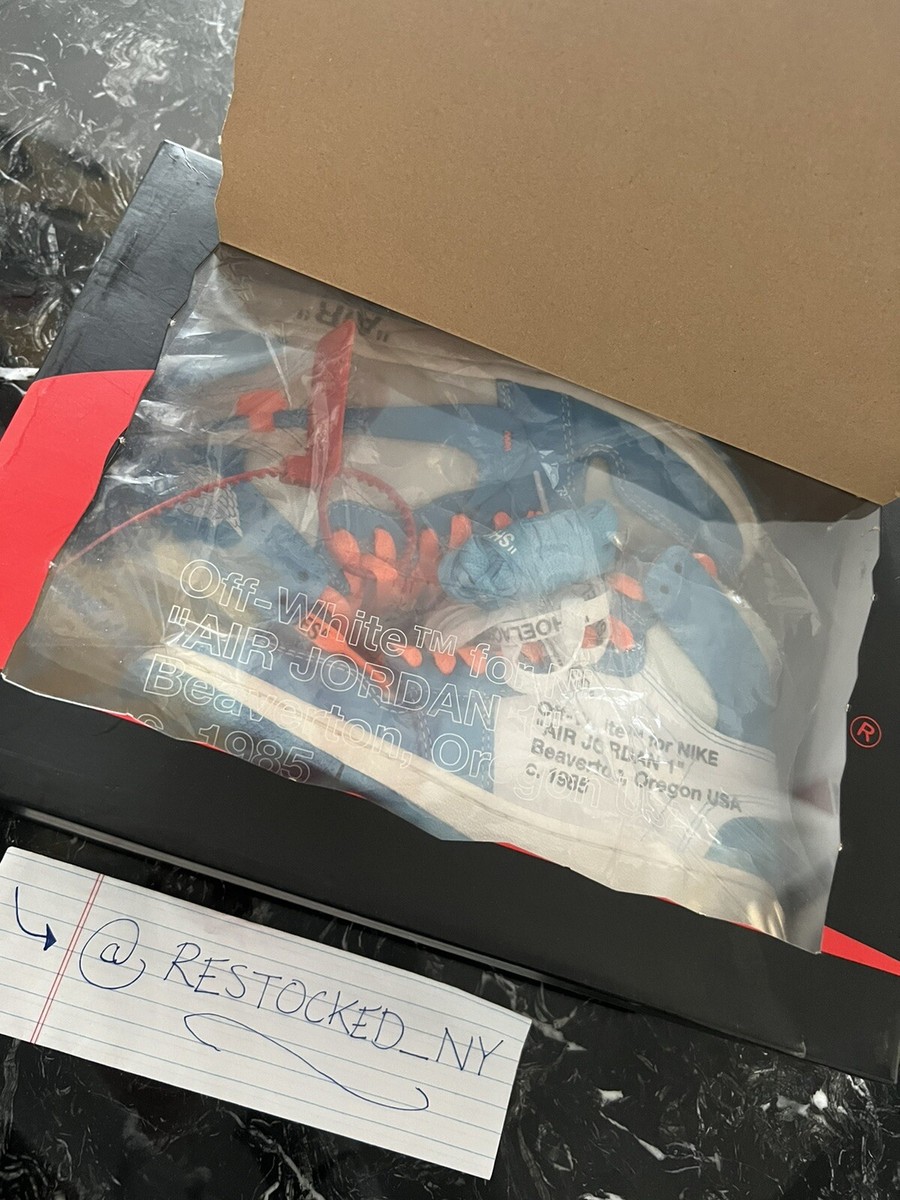 "AIR"
Off-White™ for
"AIR JORDAN
Beaverton, Oregon
c. 1985
Off-White™ for NIKE
"AIR JORDAN 1"
Beaverton, Oregon USA
c. 1985
®
@ RESTOCKED_NY